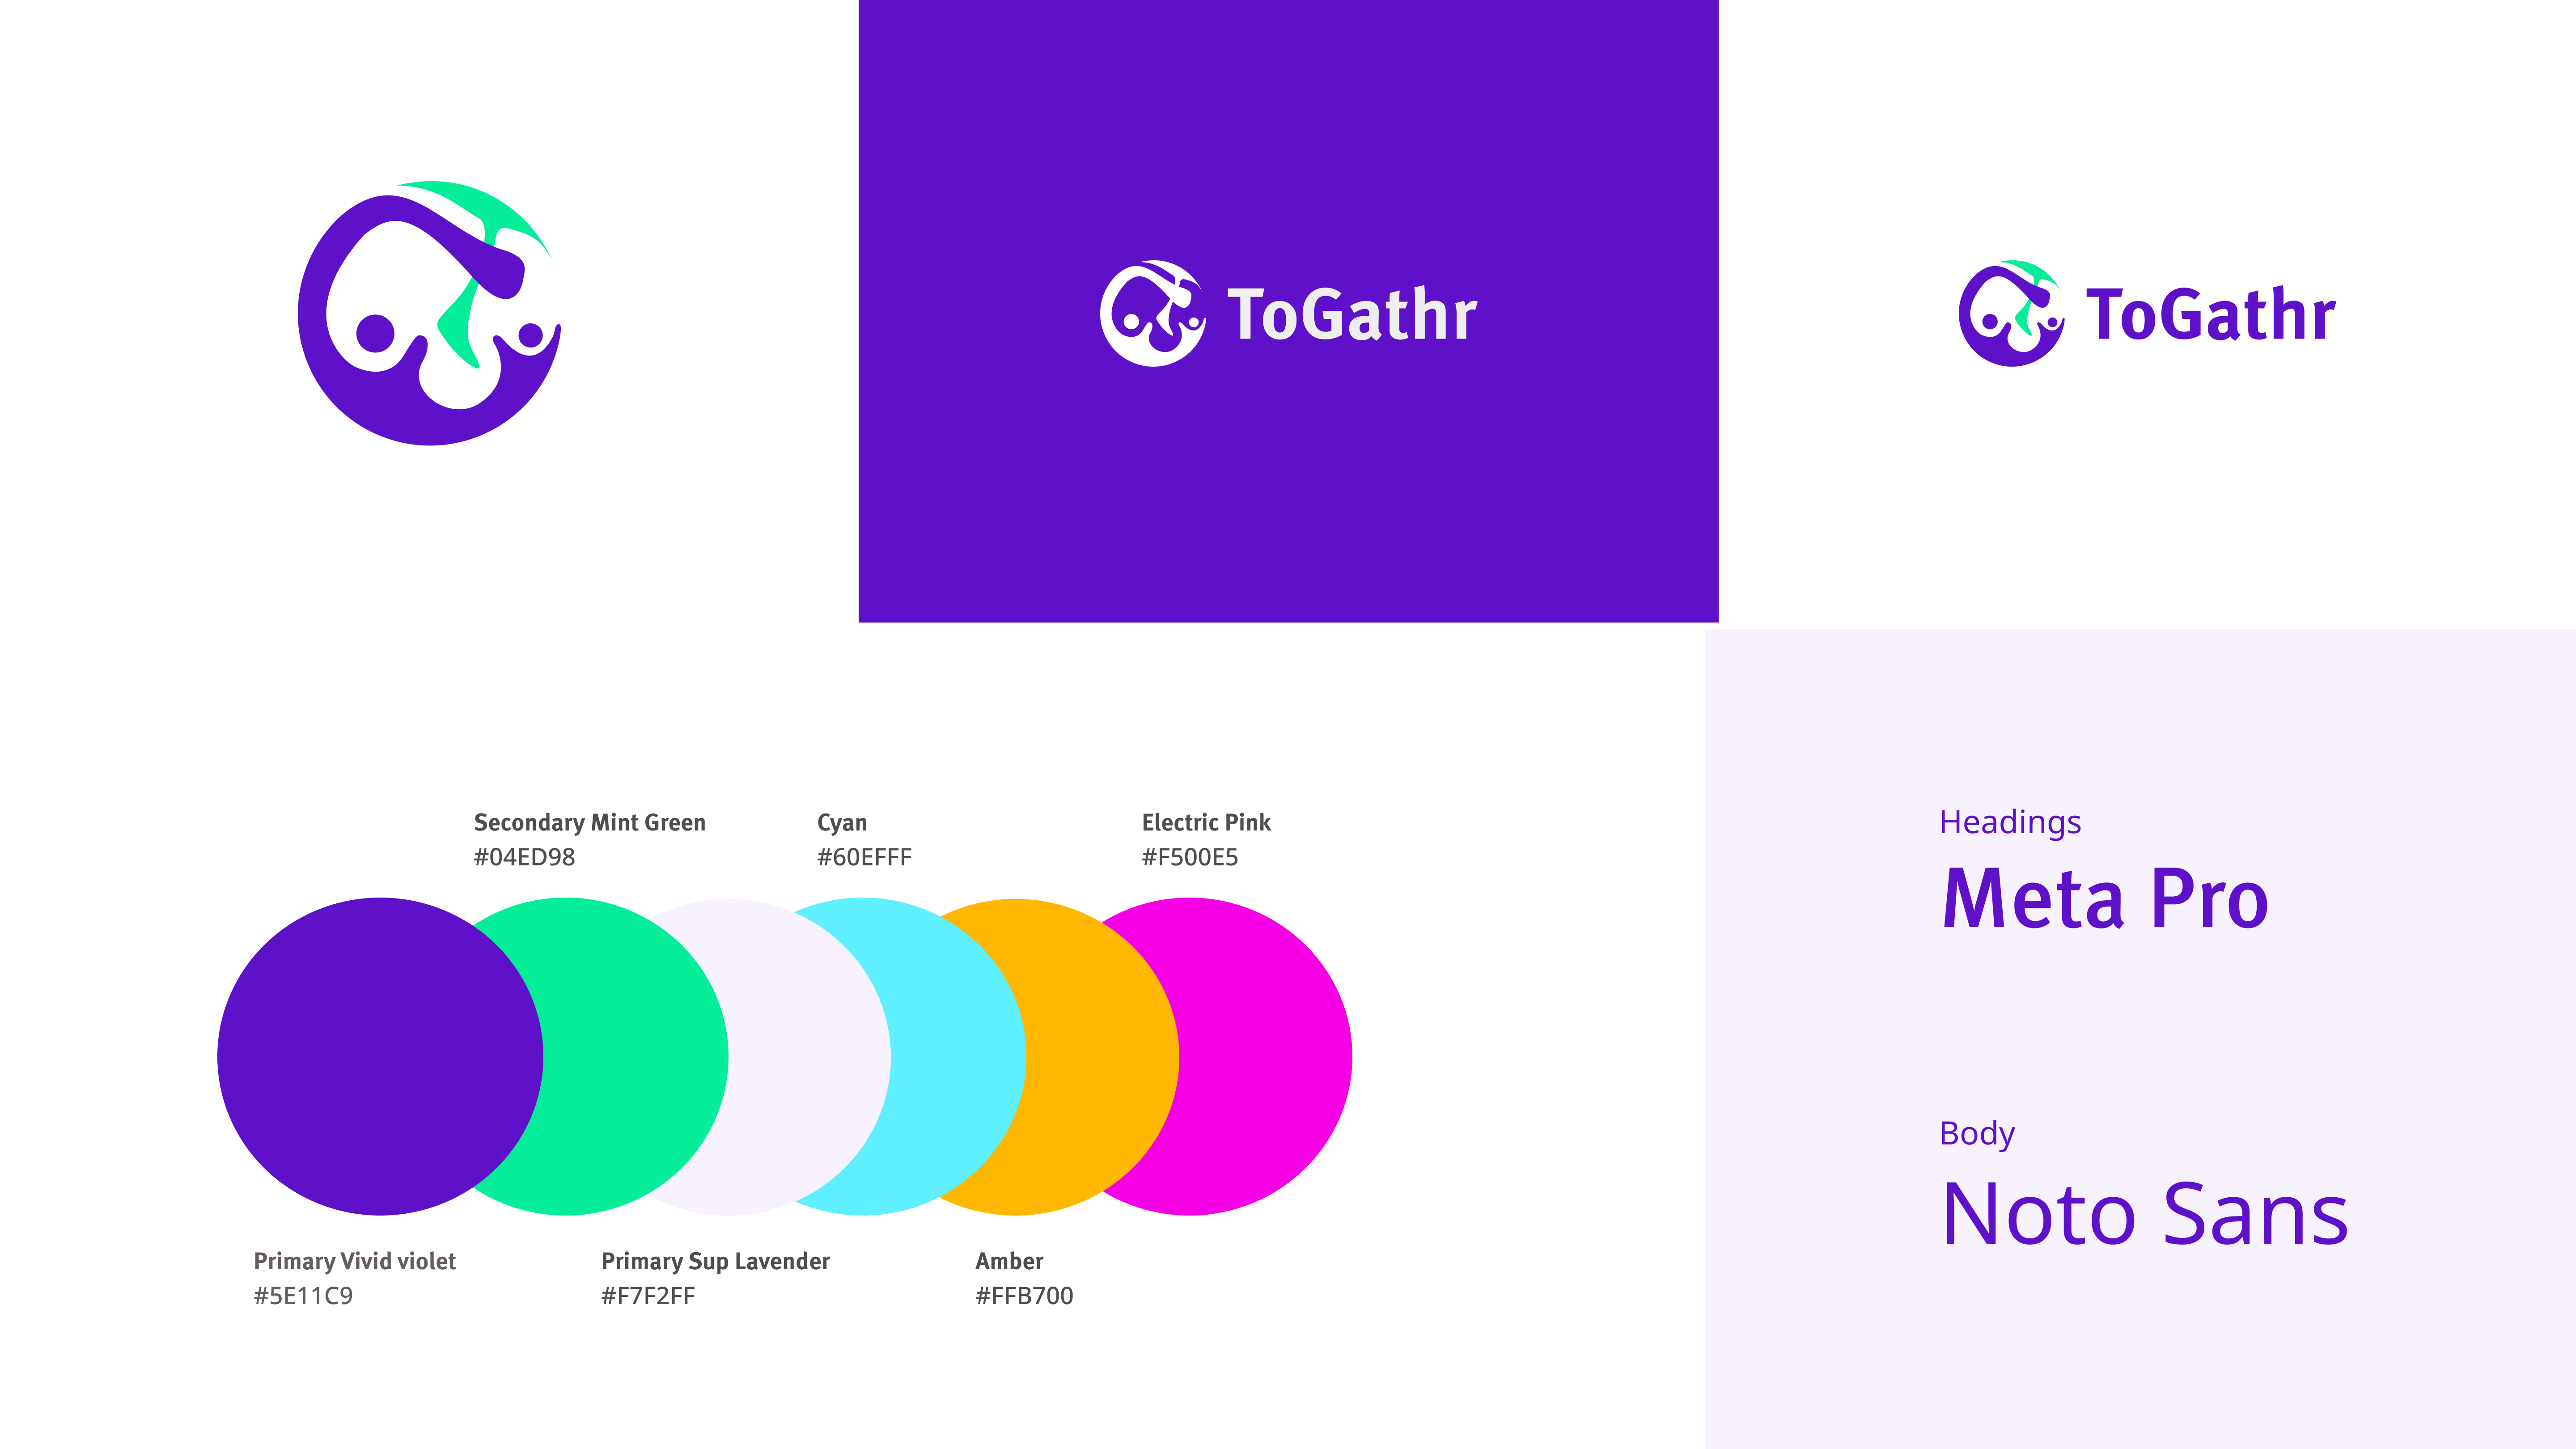 ToGathr
ToGathr
Secondary Mint Green
#04ED98
Cyan
#60EFFF
Electric Pink
#F500E5
Primary Vivid violet
#5E11C9
Primary Sup Lavender
#F7F2FF
Amber
#FFB700
Headings
Meta Pro
Body
Noto Sans